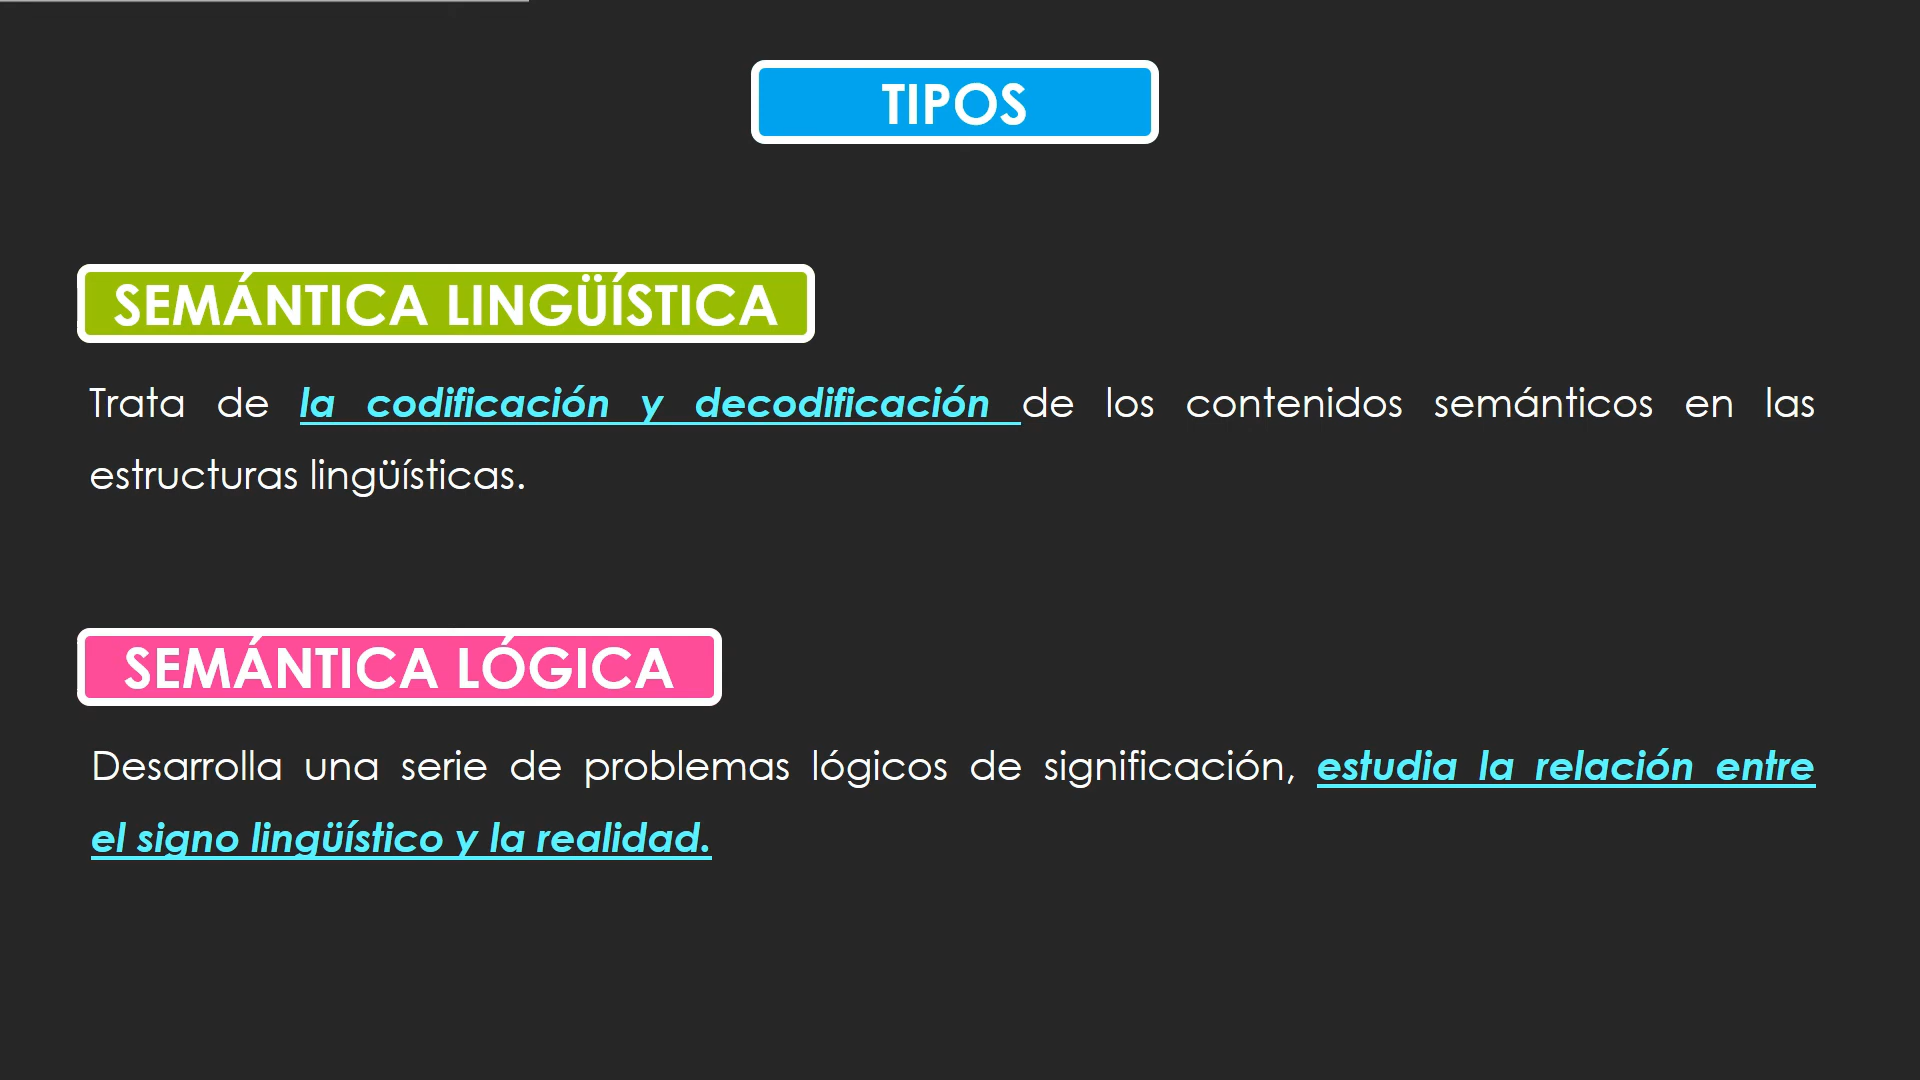 TIPOS
SEMÁNTICA LINGÜÍSTICA
Trata de la codificación y decodificación de los contenidos semánticos en las
estructuras lingüísticas.
SEMÁNTICA LÓGICA
Desarrolla una serie de problemas lógicos de significación, estudia la relación entre
el signo lingüístico y la realidad.